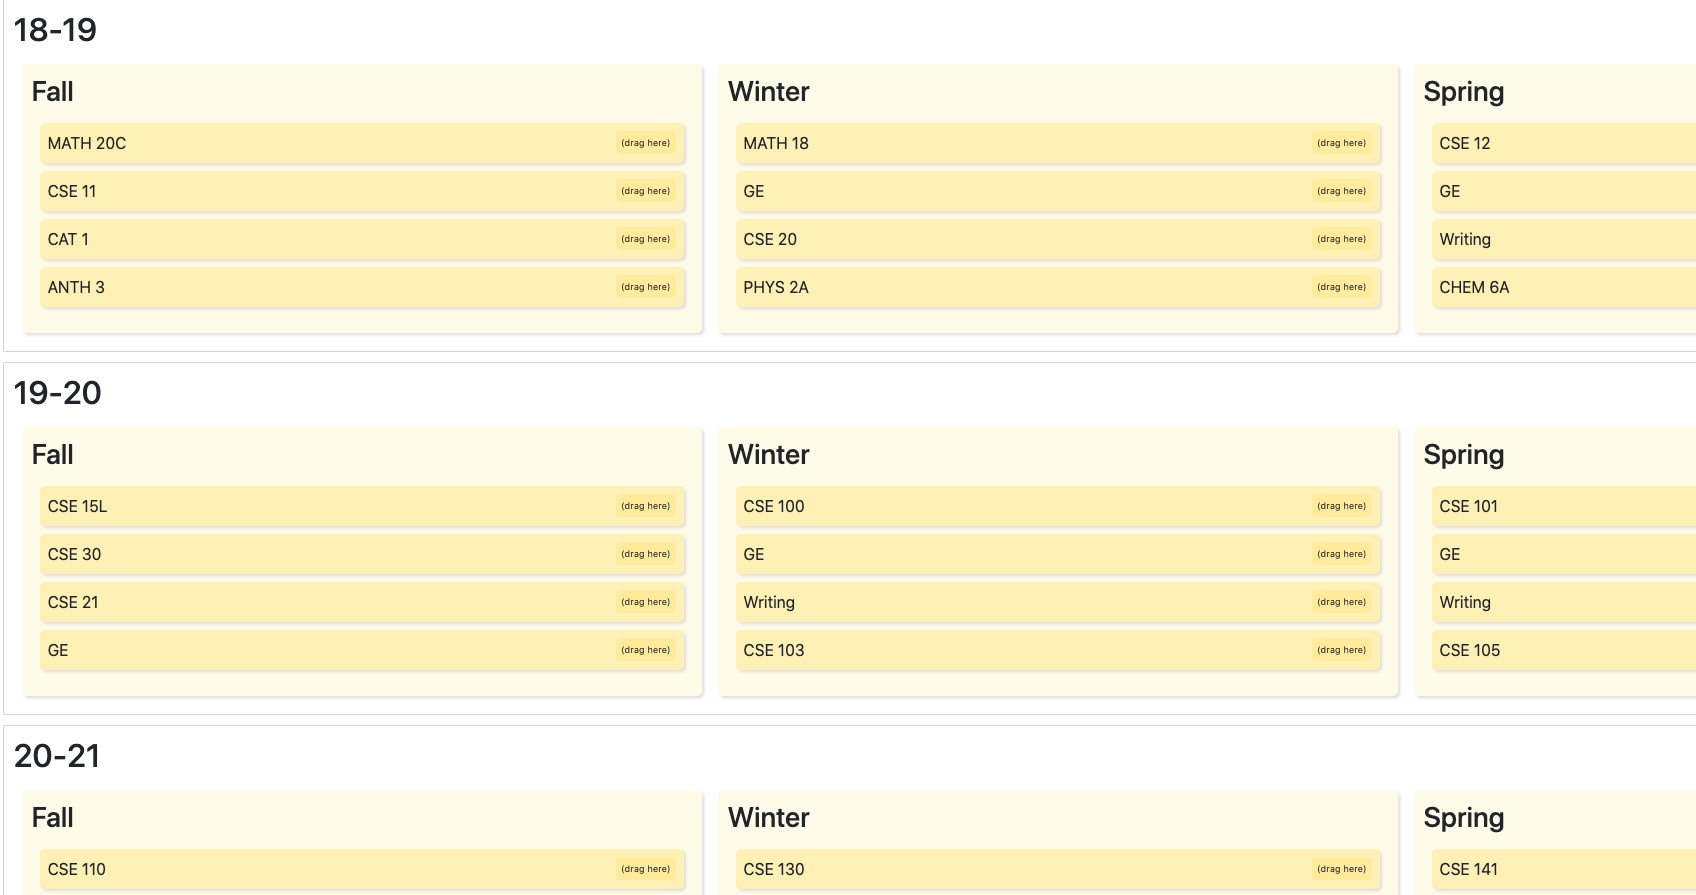 18-19
Fall
MATH 20C (drag here)
CSE 11 (drag here)
CAT 1 (drag here)
ANTH 3 (drag here)
Winter
MATH 18 (drag here)
GE (drag here)
CSE 20 (drag here)
PHYS 2A (drag here)
Spring
CSE 12
GE
Writing
CHEM 6A
19-20
Fall
CSE 15L (drag here)
CSE 30 (drag here)
CSE 21 (drag here)
GE (drag here)
Winter
CSE 100 (drag here)
GE (drag here)
Writing (drag here)
CSE 103 (drag here)
Spring
CSE 101
GE
Writing
CSE 105
20-21
Fall
CSE 110 (drag here)
Winter
CSE 130 (drag here)
Spring
CSE 141